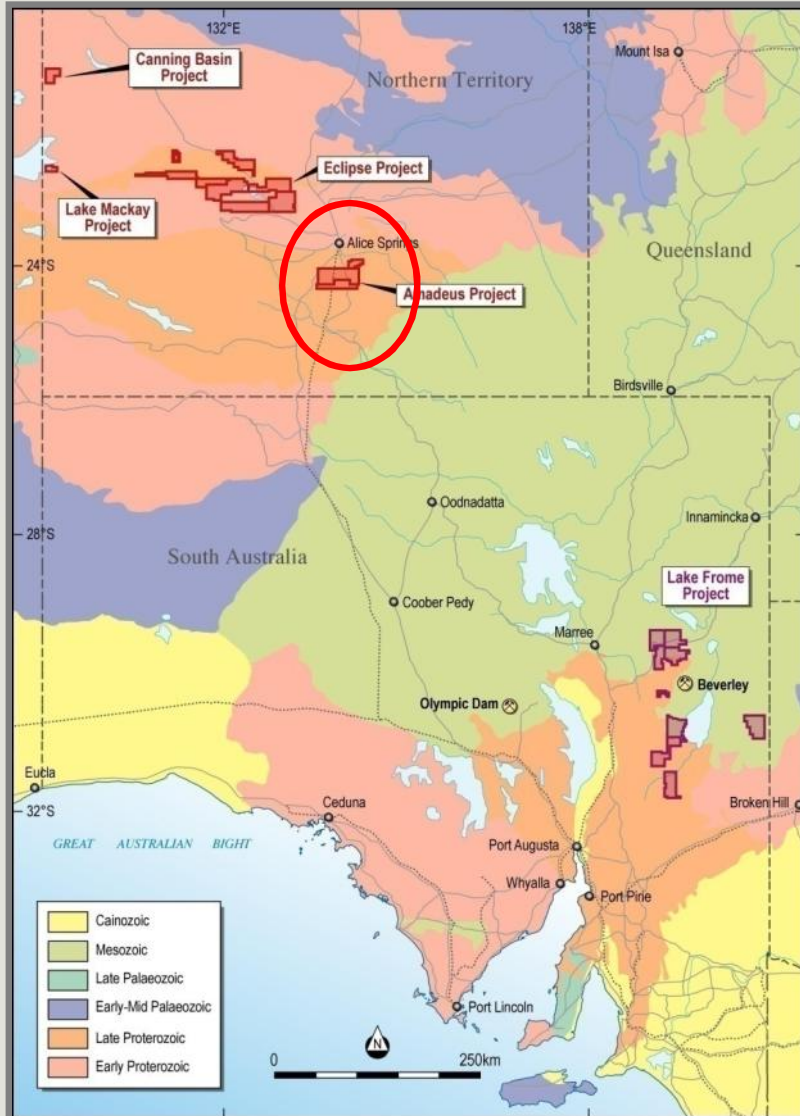 132°E
138°E
Canning Basin
Project
Northern Territory
Mount Isa
Eclipse Project
Lake Mackay
Project
Alice Springs
Queensland
24°S
Amadeus Project
Birdsville
Oodnadatta
Innamincka
28°S
South Australia
Lake Frome
Project
Coober Pedy
Marree
Beverley
Olympic Dam
Eucla
Ceduna
32°S
Broken Hill
GREAT AUSTRALIAN BIGHT
Port Augusta
Whyalla
Port Pirie
Cainozoic
Mesozoic
Late Palaeozoic
Early-Mid Palaeozoic
Late Proterozoic
Early Proterozoic
Port Lincoln
N
0
250km